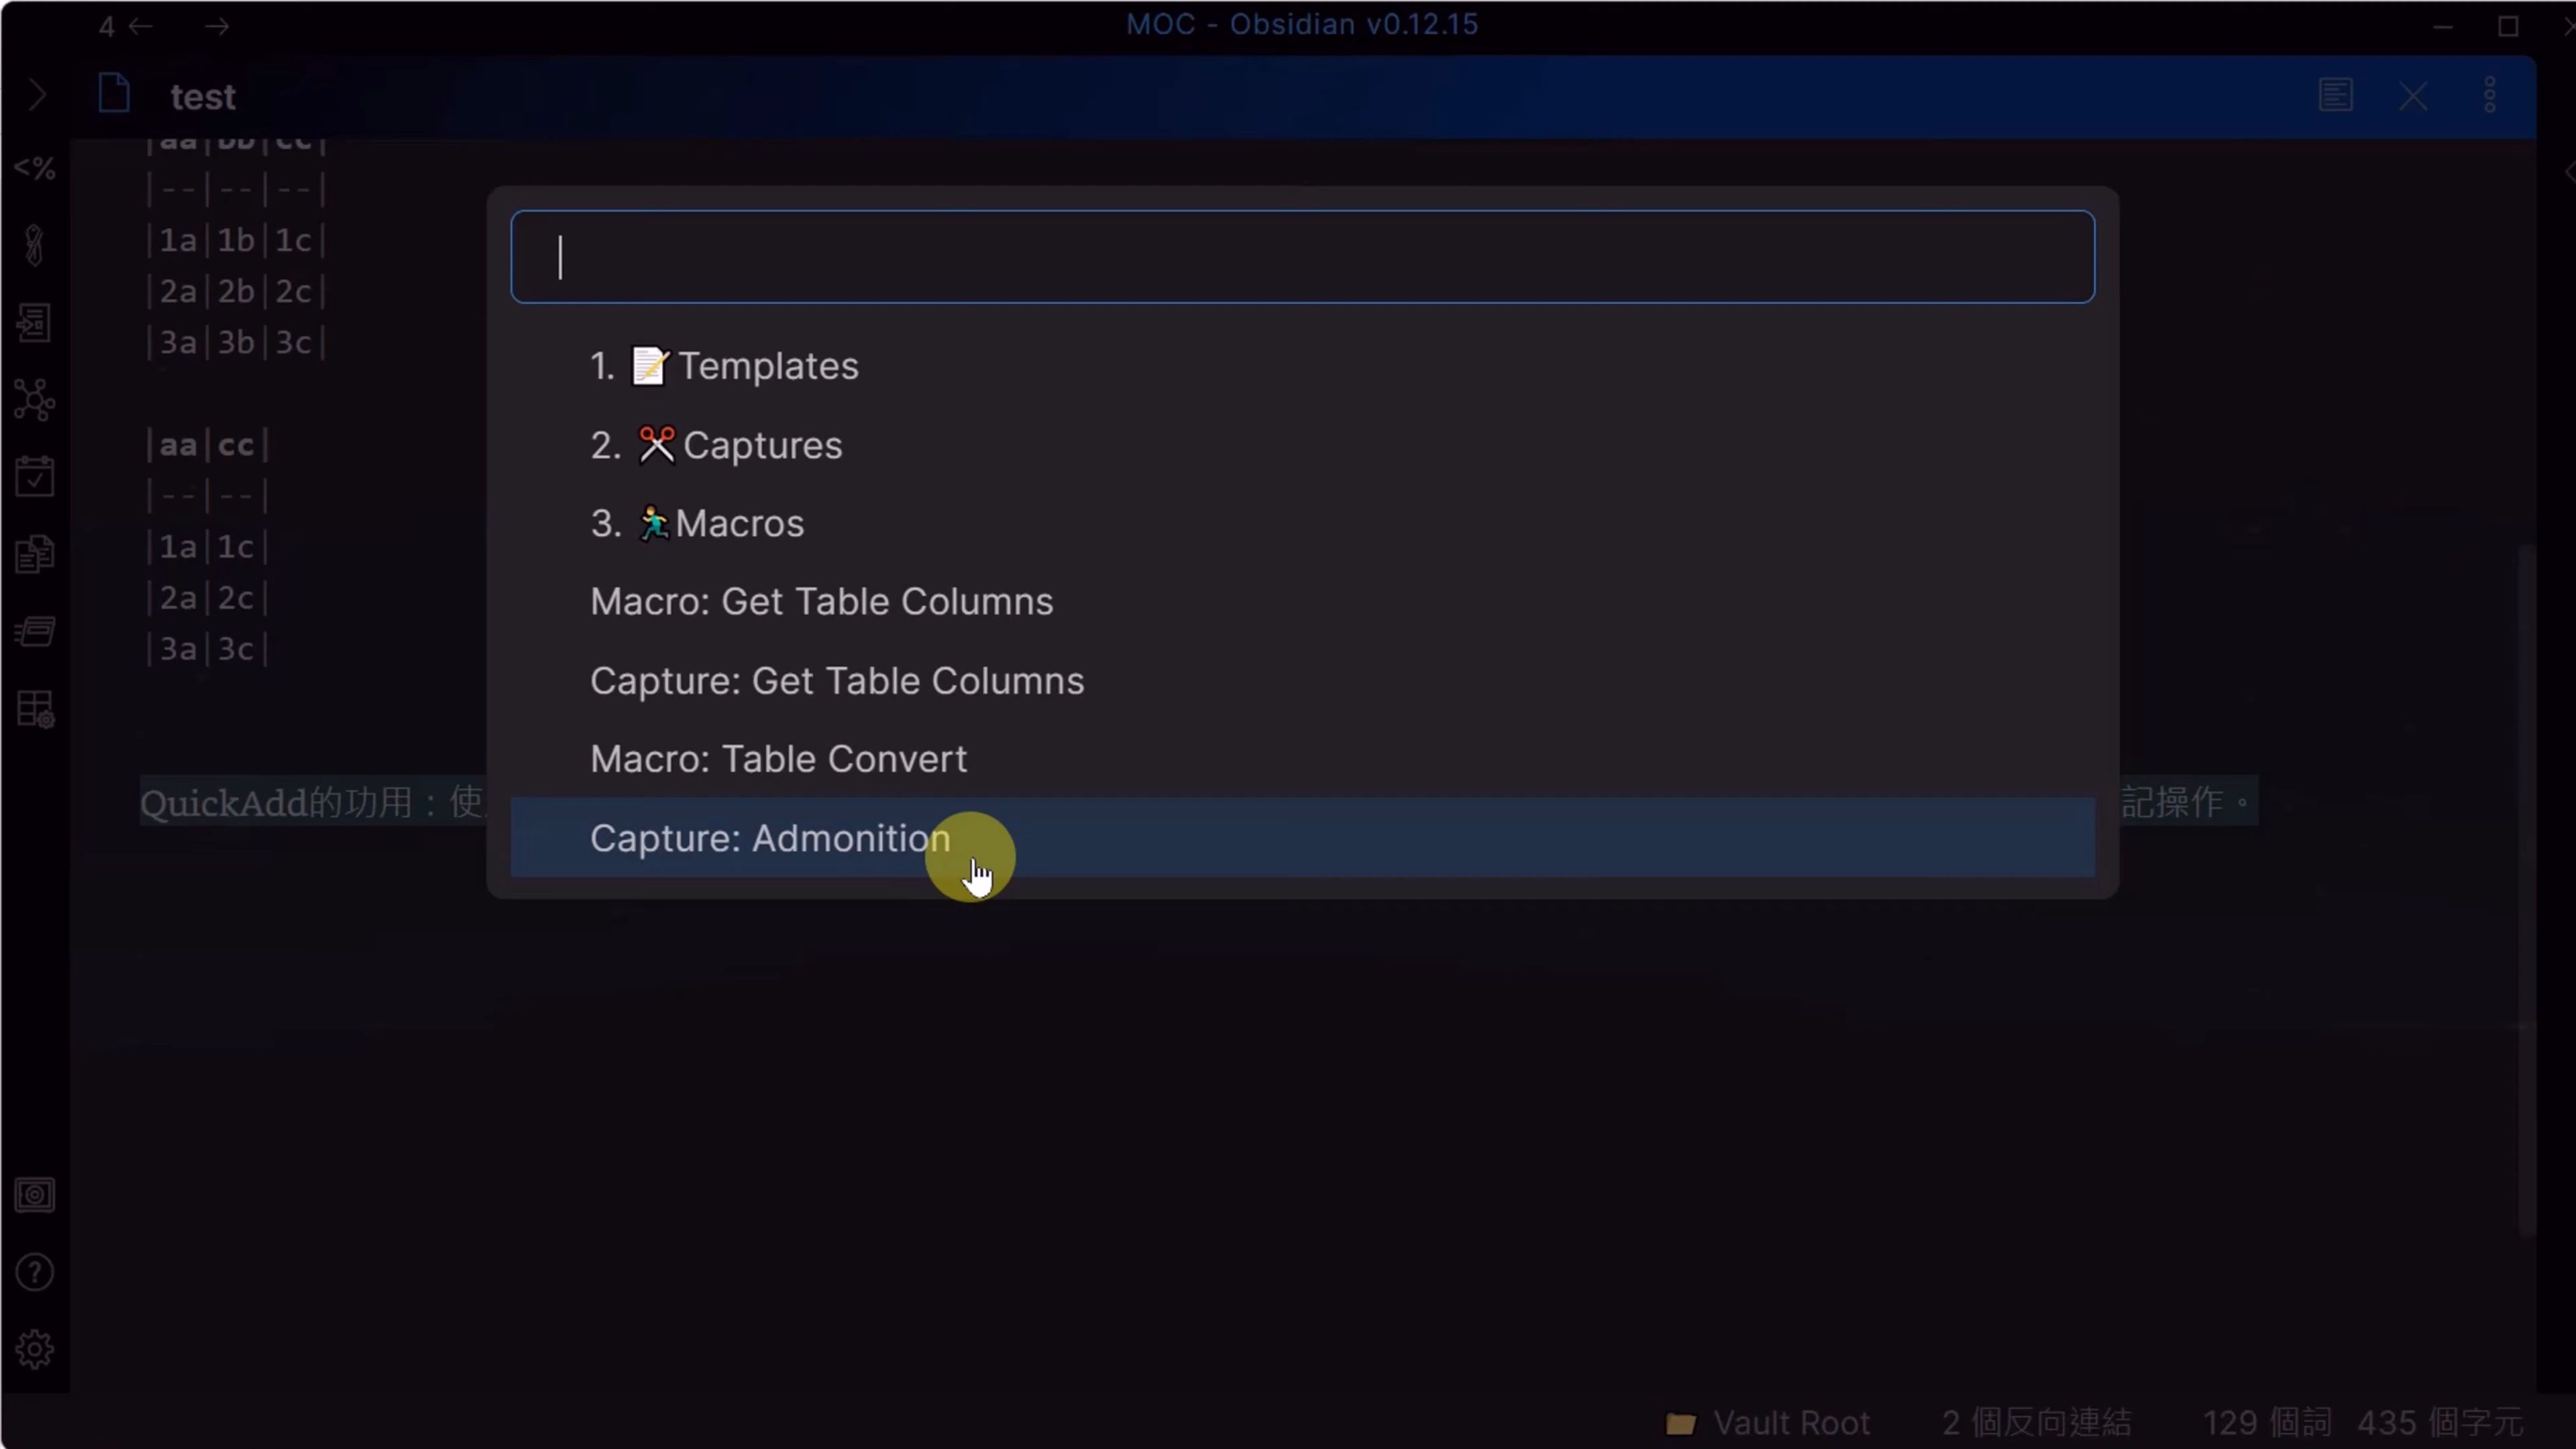 4
MOC - Obsidian v0.12.15
test
<%
|aa|bb|cc|
|--|--|--|
|1a|1b|1c|
|2a|2b|2c|
|3a|3b|3c|
|aa|cc|
|--|--|
|1a|1c|
|2a|2c|
|3a|3c|
1. 📝Templates
2. ✂Captures
3. 🏃‍♂Macros
Macro: Get Table Columns
Capture: Get Table Columns
Macro: Table Convert
QuickAdd的功用：使
記操作。
Capture: Admonition
Vault Root 2 個反向連結 129 個詞 435 個字元